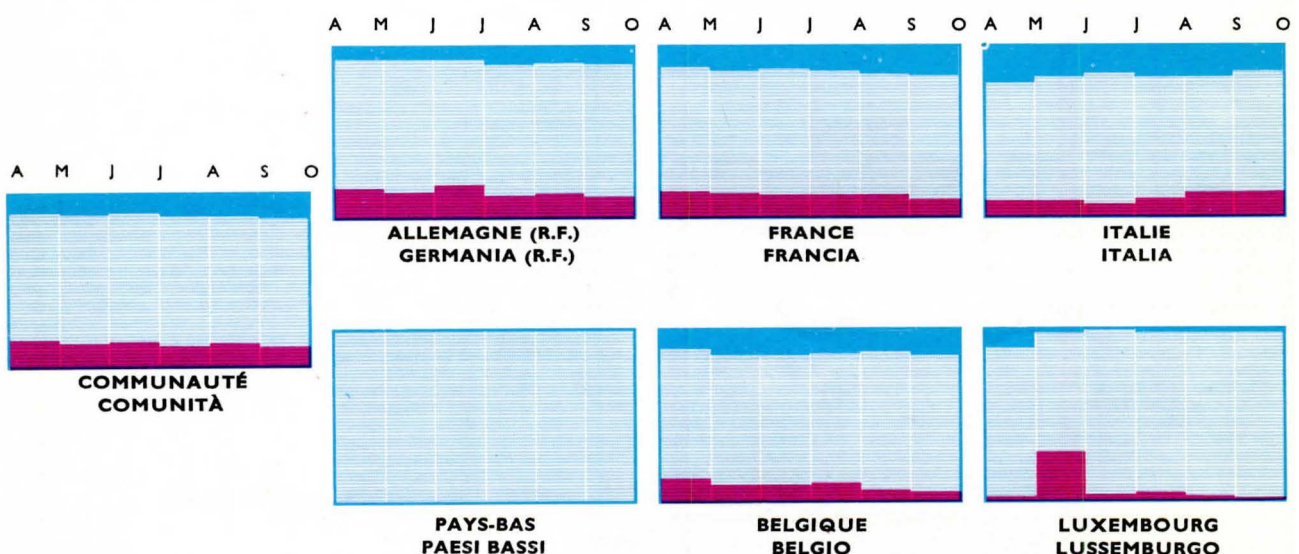 A M J J A S O
A M J J A S O
A M J J A S O
A M J J A S O
ALLEMAGNE (R.F.)
GERMANIA (R.F.)
FRANCE
FRANCIA
ITALIE
ITALIA
COMMUNAUTÉ
COMUNITÀ
PAYS-BAS
PAESI BASSI
BELGIQUE
BELGIO
LUXEMBOURG
LUSSEMBURGO